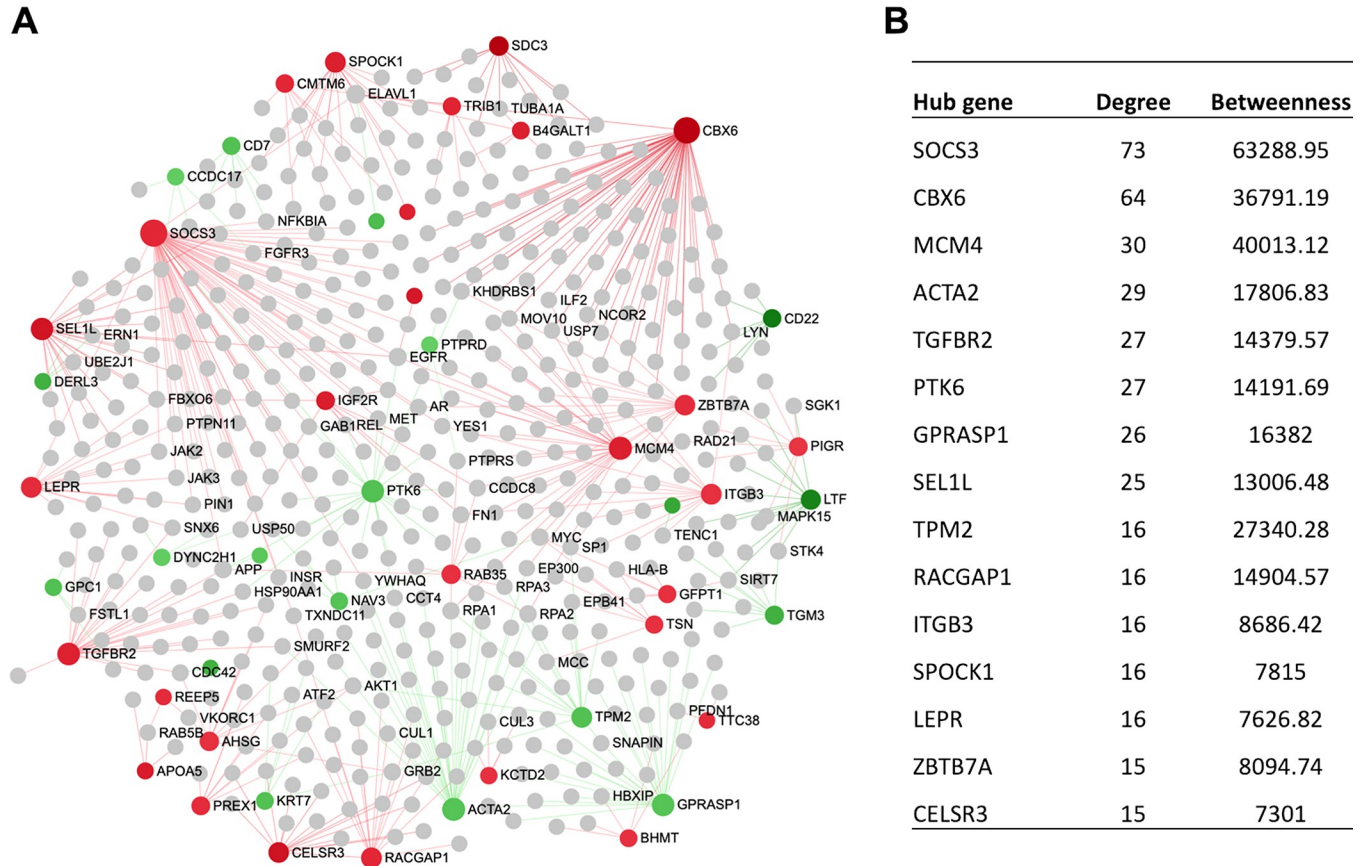 A
B
SDC3
SPOCK1
CMTM6
ELAVL1
TRIB1
TUBA1A
B4GALT1
CBX6
CD7
CCDC17
NFKBIA
SOCS3
FGFR3
KHDRBS1
ILF2
NCOR2
MOV10
USP7
CD22
LYN
SEL1L
ERN1
PTPRD
EGFR
UBE2J1
DERL3
FBXO6
IGF2R
AR
ZBTB7A
SGK1
PTPN11
GAB1
REL
MET
YES1
RAD21
PIGR
MCM4
JAK2
PTPRS
JAK3
LEPR
PTK6
CCDC8
ITGB3
LTF
PIN1
FN1
MAPK15
SNX6
USP50
MYC
TENC1
SP1
STK4
DYNC2H1
APP
INSR
YWHAQ
RAB35
EP300
HLA-B
SIRT7
GPC1
HSP90AA1
NAV3
CCT4
RPA3
EPB41
GFPT1
FSTL1
TXNDC11
RPA1
RPA2
TGM3
TSN
TGFBR2
SMURF2
MCC
CDC42
REEP5
ATF2
AKT1
VKORC1
CUL3
TPM2
PFDN1
TTC38
RAB5B
AHSG
CUL1
SNAPIN
APOA5
GRB2
KCTD2
PREX1
KRT7
ACTA2
HBXIP
GPRASP1
BHMT
CELSR3
RACGAP1
Hub gene Degree Betweenness
SOCS3 73 63288.95
CBX6 64 36791.19
MCM4 30 40013.12
ACTA2 29 17806.83
TGFBR2 27 14379.57
PTK6 27 14191.69
GPRASP1 26 16382
SEL1L 25 13006.48
TPM2 16 27340.28
RACGAP1 16 14904.57
ITGB3 16 8686.42
SPOCK1 16 7815
LEPR 16 7626.82
ZBTB7A 15 8094.74
CELSR3 15 7301